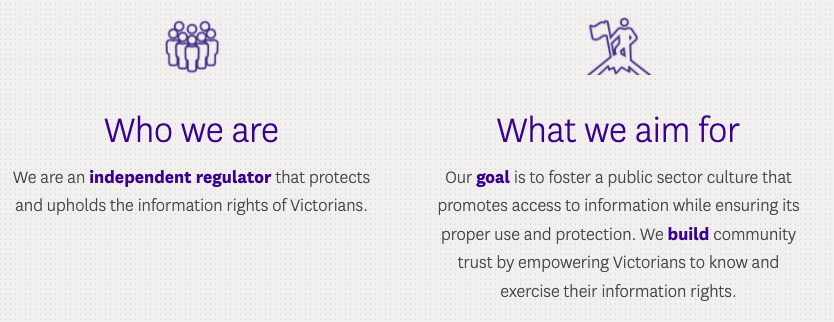 Who we are
We are an independent regulator that protects
and upholds the information rights of Victorians.
What we aim for
Our goal is to foster a public sector culture that
promotes access to information while ensuring its
proper use and protection. We build community
trust by empowering Victorians to know and
exercise their information rights.